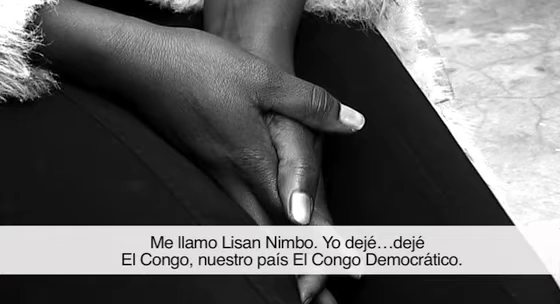 Me llamo Lisan Nimbo. Yo dejé…dejé
El Congo, nuestro país El Congo Democrático.